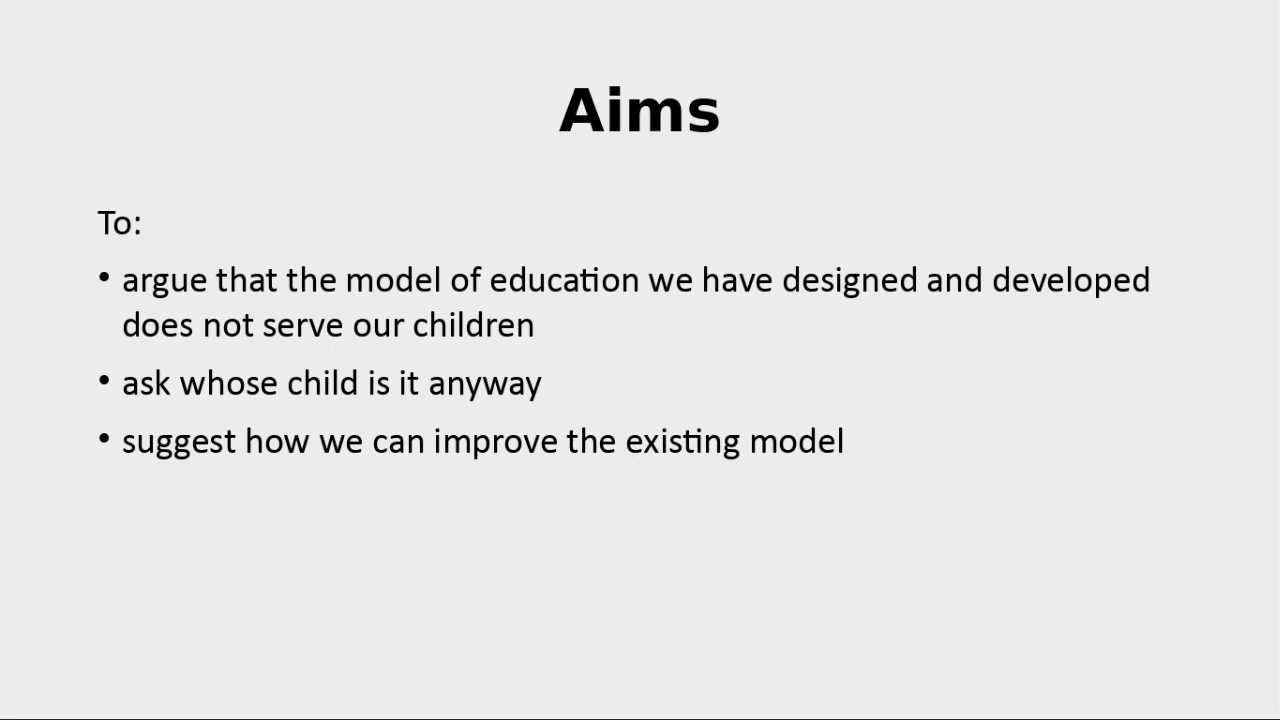 Aims
To:
• argue that the model of education we have designed and developed
does not serve our children
• ask whose child is it anyway
• suggest how we can improve the existing model